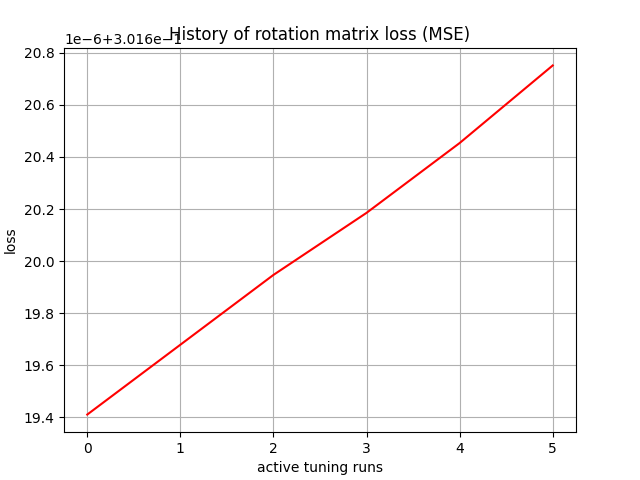 History of rotation matrix loss (MSE)
1e-6+3.016e-1
20.8
20.6
20.4
20.2
20.0
19.8
19.6
19.4
loss
0 1 2 3 4 5
active tuning runs